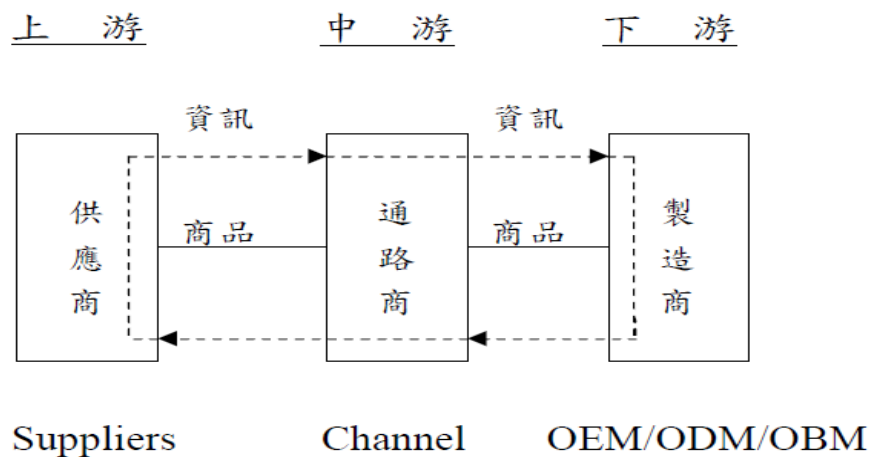 上 游 中 游 下 游
資訊 資訊
供應商 商品 通路商 商品 製造商
Suppliers Channel OEM/ODM/OBM